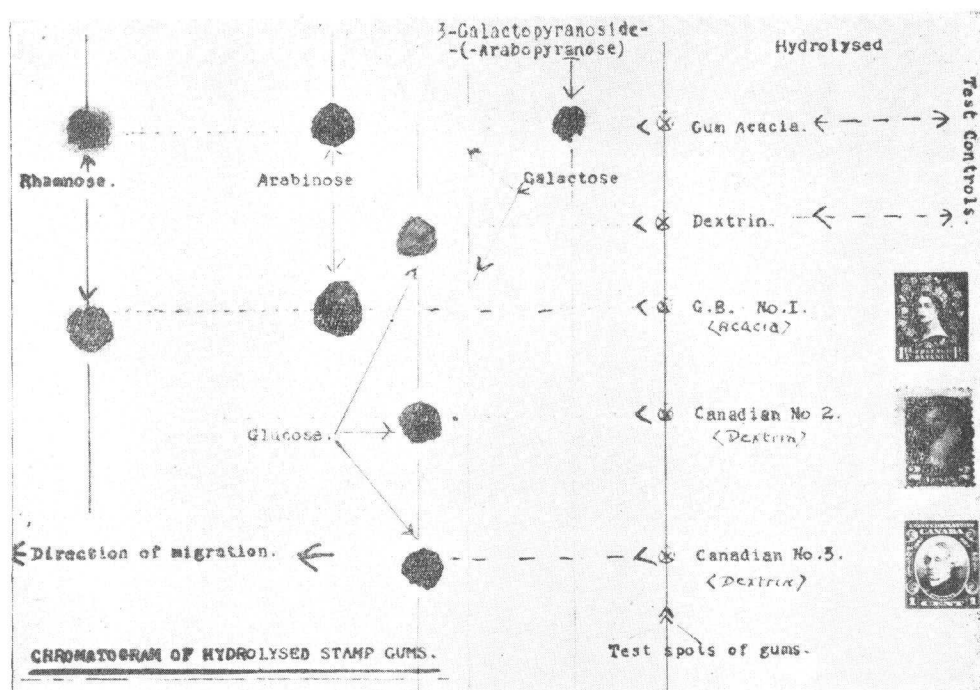 3-Galactopyranoside-
-(-Arabopyranose)
Hydrolysed
Test Controls.
Gum Acacia.
Rhamnose.
Arabinose
Galactose
Dextrin.
G.B. No.I.
(Acacia)
Canadian No 2.
(Dextrin)
Glucose.
Direction of migration.
Canadian No.3.
(Dextrin)
CHROMATOGRAM OF HYDROLYSED STAMP GUMS.
Test spots of gums.